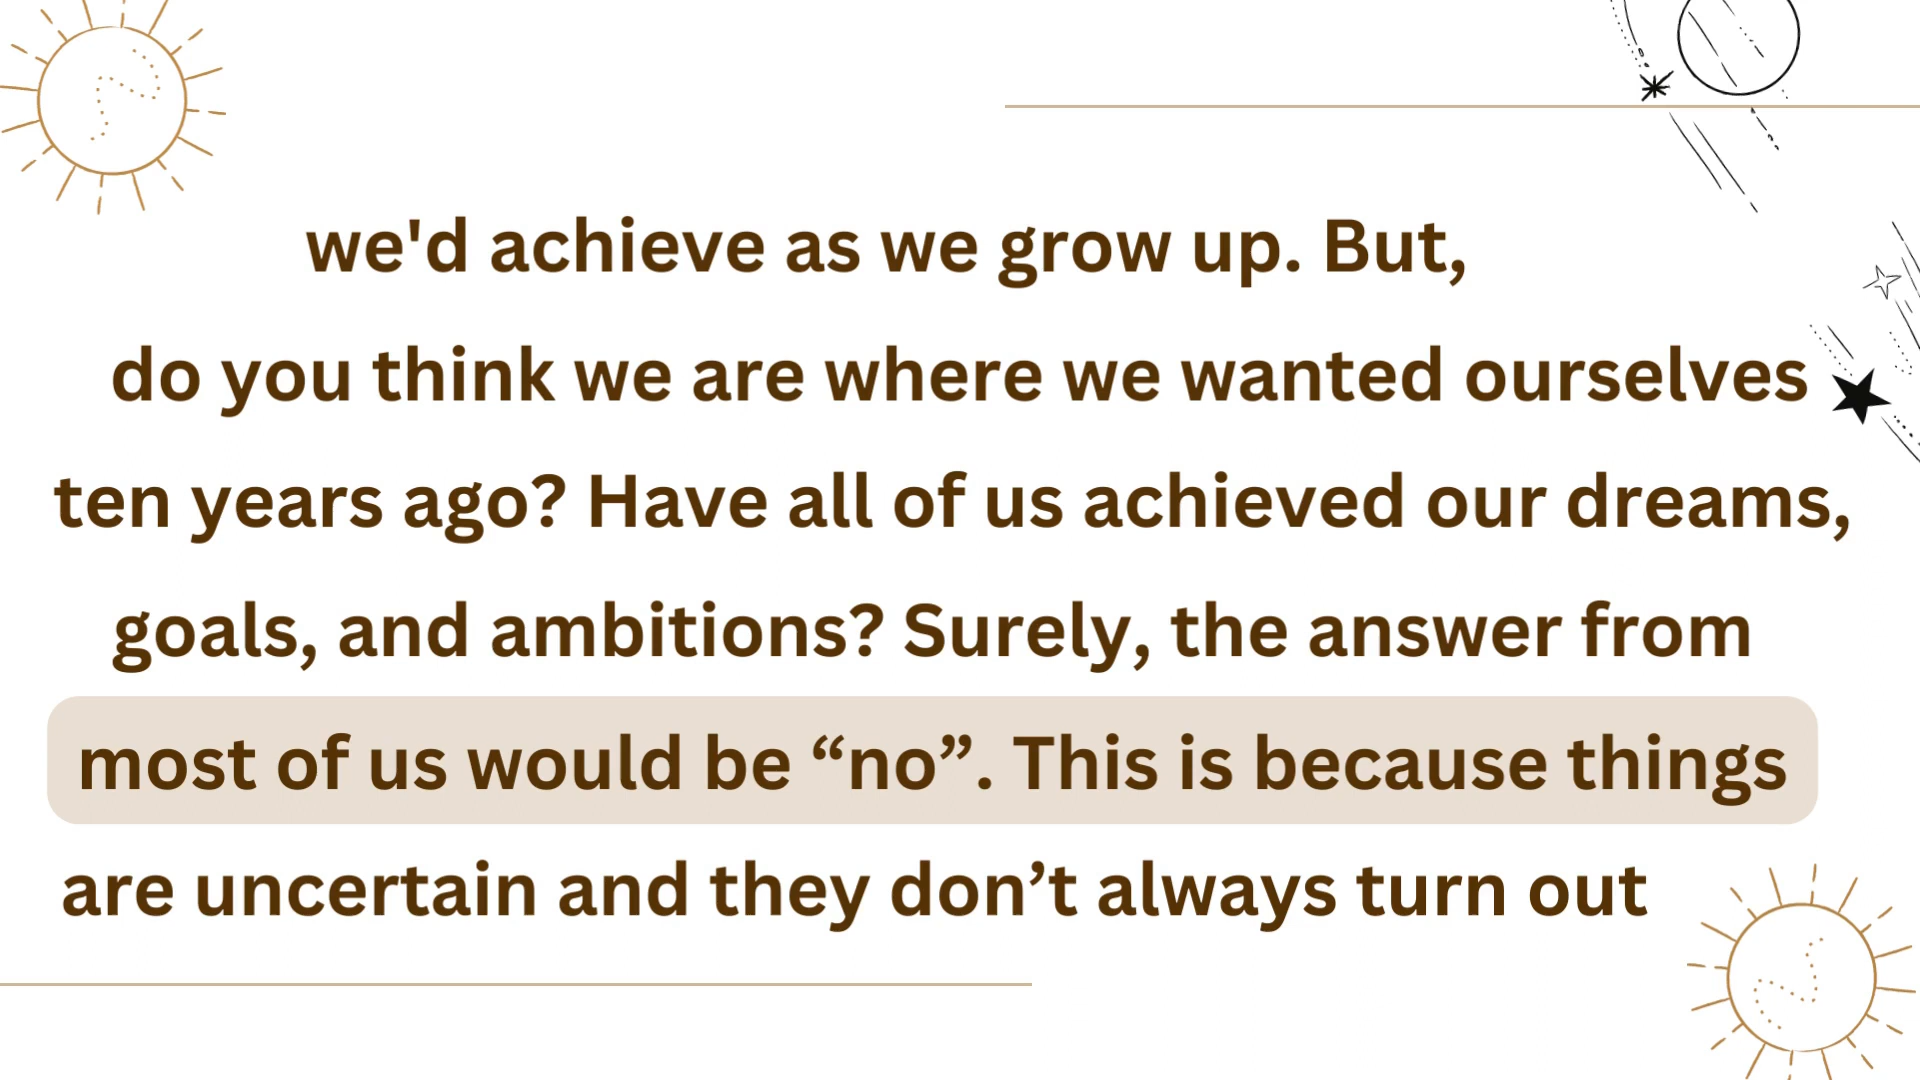 we'd achieve as we grow up. But,
do you think we are where we wanted ourselves
ten years ago? Have all of us achieved our dreams,
goals, and ambitions? Surely, the answer from
most of us would be “no”. This is because things
are uncertain and they don’t always turn out